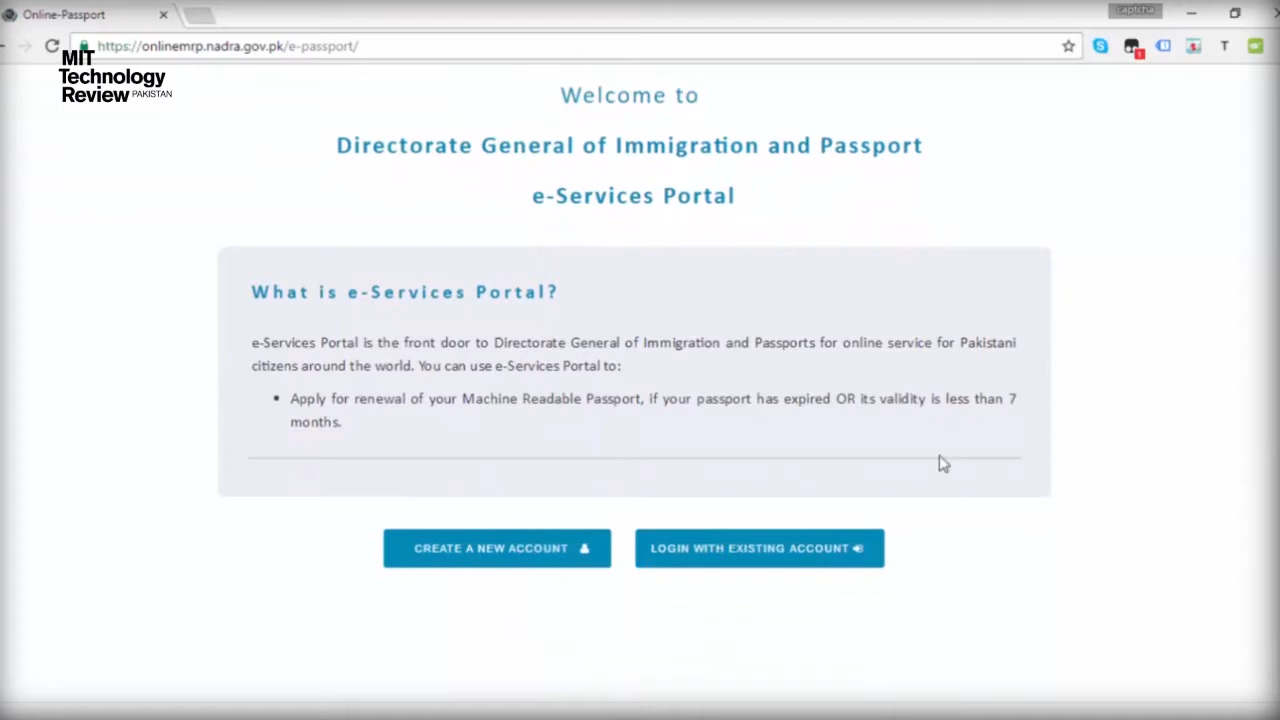 Online-Passport
captcha
https://onlinemrp.nadra.gov.pk/e-passport/
1
T
MIT
Technology
Review PAKISTAN
Welcome to
Directorate General of Immigration and Passport
e-Services Portal
What is e-Services Portal?
e-Services Portal is the front door to Directorate General of Immigration and Passports for online service for Pakistani
citizens around the world. You can use e-Services Portal to:
• Apply for renewal of your Machine Readable Passport, if your passport has expired OR its validity is less than 7
months.
CREATE A NEW ACCOUNT
LOGIN WITH EXISTING ACCOUNT